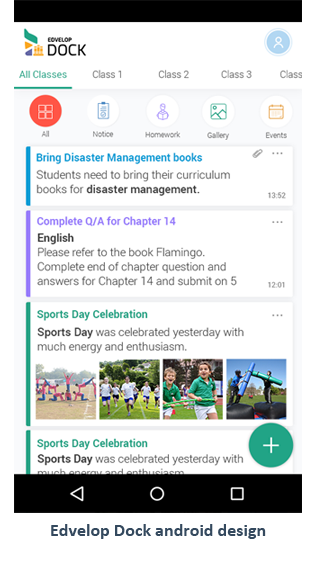 EDVELOP
DOCK
All Classes Class 1 Class 2 Class 3 Class
All Notice Homework Gallery Events
Bring Disaster Management books
Students need to bring their curriculum
books for disaster management.
13:52
Complete Q/A for Chapter 14
English
Please refer to the book Flamingo.
Complete end of chapter question and
answers for Chapter 14 and submit on 5
12:01
Sports Day Celebration
Sports Day was celebrated yesterday with
much energy and enthusiasm.
Sports Day Celebration
Sports Day was celebrated yesterday with
much energy and enthusiasm.
Edvelop Dock android design